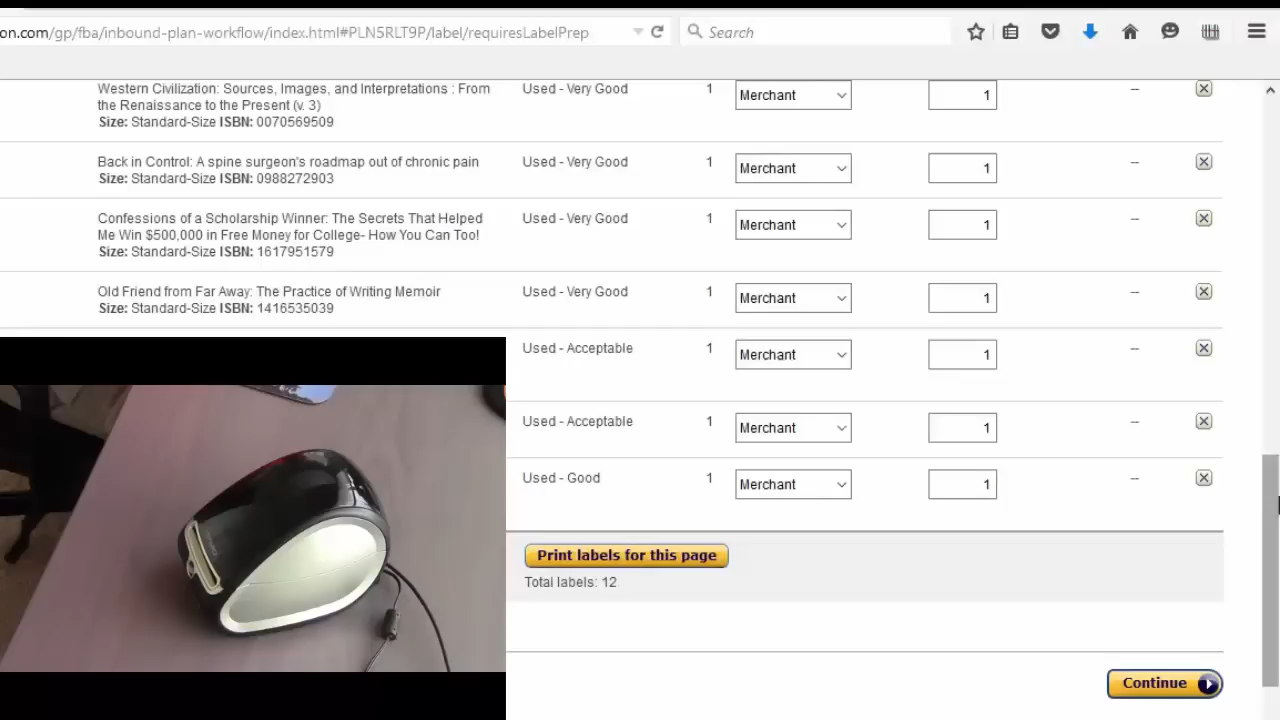 on.com/gp/fba/inbound-plan-workflow/index.html#PLN5RLT9P/label/requiresLabelPrep
Search
Western Civilization: Sources, Images, and Interpretations : From Used - Very Good 1 Merchant 1 --
the Renaissance to the Present (v. 3)
Size: Standard-Size ISBN: 0070569509
Back in Control: A spine surgeon's roadmap out of chronic pain Used - Very Good 1 Merchant 1 --
Size: Standard-Size ISBN: 0988272903
Confessions of a Scholarship Winner: The Secrets That Helped Used - Very Good 1 Merchant 1 --
Me Win $500,000 in Free Money for College- How You Can Too!
Size: Standard-Size ISBN: 1617951579
Old Friend from Far Away: The Practice of Writing Memoir Used - Very Good 1 Merchant 1 --
Size: Standard-Size ISBN: 1416535039
Used - Acceptable 1 Merchant 1 --
Used - Acceptable 1 Merchant 1 --
Used - Good 1 Merchant 1 --
Print labels for this page
Total labels: 12
Continue